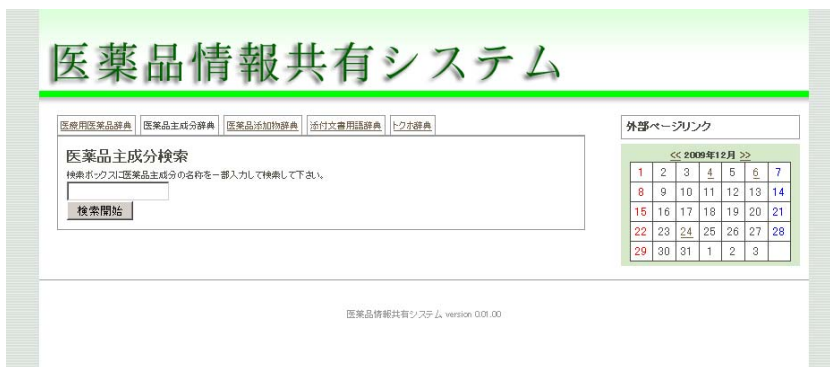 医薬品情報共有システム
医療用医薬品辞典 医薬品主成分辞典 医薬品添加物辞典 添付文書用語辞典 トクホ辞典
医薬品主成分検索
検索ボックスに医薬品主成分の名称を一部入力して検索して下さい。
検索開始
外部ページリンク
<< 2009年12月 >>
1 2 3 4 5 6 7
8 9 10 11 12 13 14
15 16 17 18 19 20 21
22 23 24 25 26 27 28
29 30 31 1 2 3
医薬品情報共有システム version 0.01.00